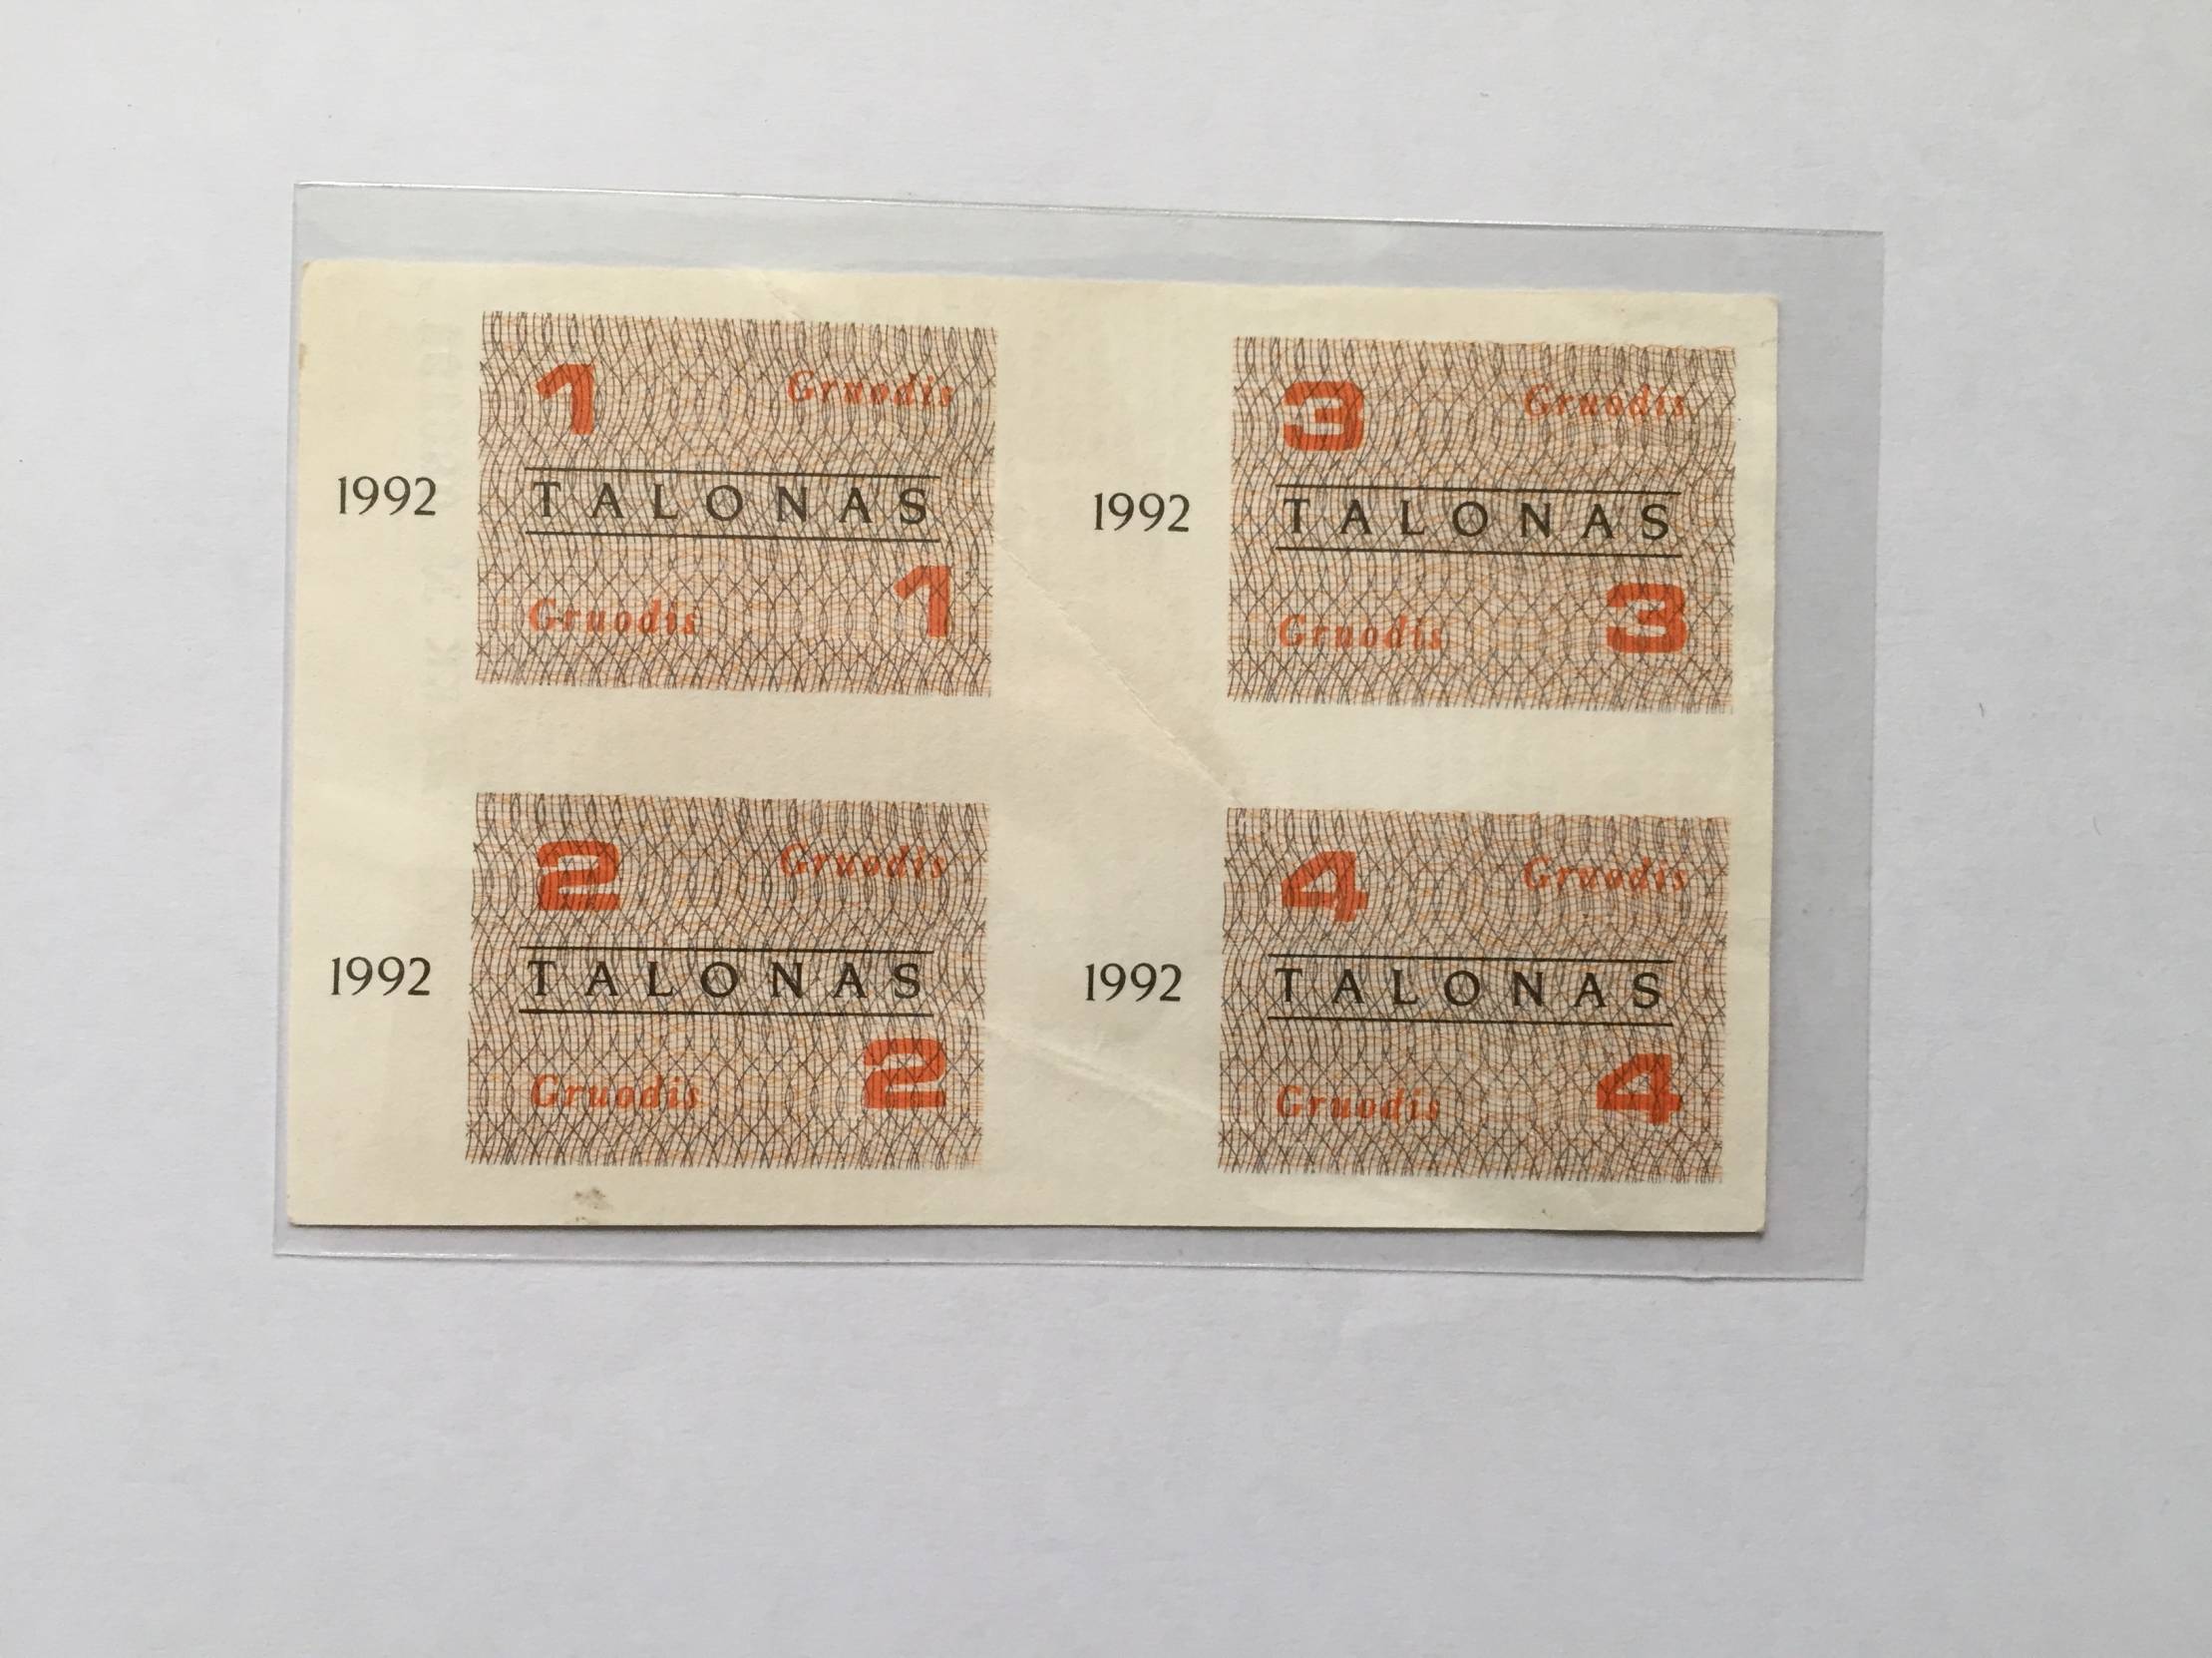 1 Gruodis
1992 TALONAS
Gruodis 1
3 Gruodis
1992 TALONAS
Gruodis 3
2 Gruodis
1992 TALONAS
Gruodis 2
4 Gruodis
1992 TALONAS
Gruodis 4